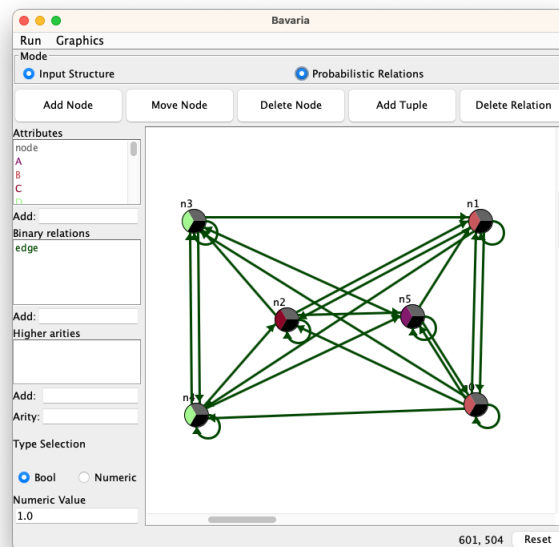 Bavaria
Run Graphics
Mode
Input Structure Probabilistic Relations
Add Node Move Node Delete Node Add Tuple Delete Relation
Attributes
node
A
B
C
Add:
Binary relations
edge
Add:
Higher arities
Add:
Arity:
Type Selection
Bool Numeric
Numeric Value
1.0
n3
n1
n2
n5
n4
n0
601, 504 Reset